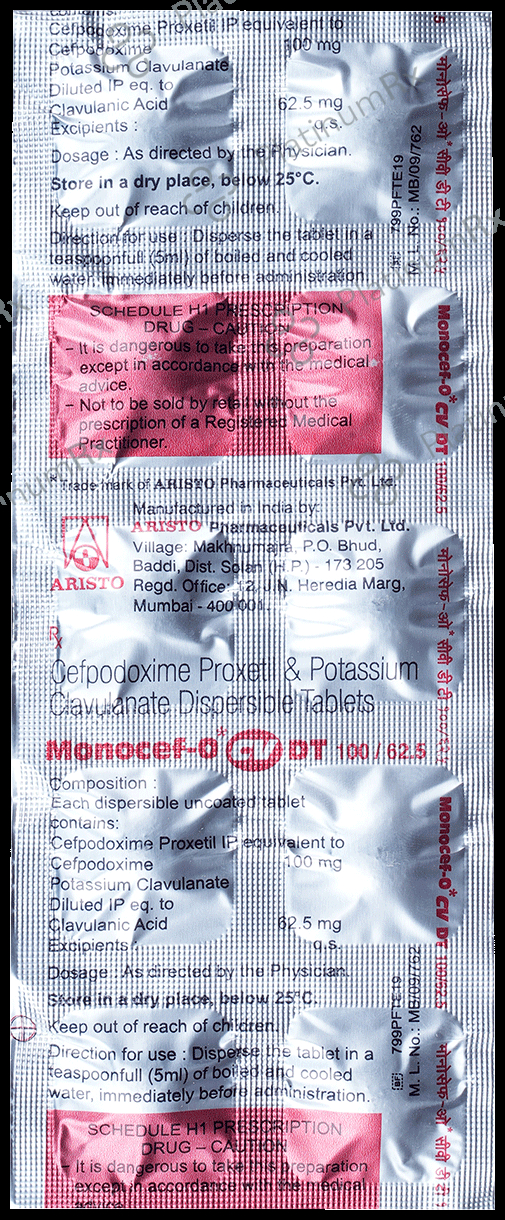 contains:
Cefpodoxime Proxetil IP equivalent to
Cefpodoxime 100 mg
Potassium Clavulanate
Diluted IP eq. to
Clavulanic Acid 62.5 mg
Excipients : q.s.
Dosage : As directed by the Physician.
Store in a dry place, below 25°C.
Keep out of reach of children.
Direction for use : Disperse the tablet in a
teaspoonfull (5ml) of boiled and cooled
water, immediately before administration.
SCHEDULE H1 PRESCRIPTION
DRUG – CAUTION
– It is dangerous to take this preparation
except in accordance with the medical
advice.
– Not to be sold by retail without the
prescription of a Registered Medical
Practitioner.
* Trade mark of ARISTO Pharmaceuticals Pvt. Ltd.
Manufactured in India by:
ARISTO Pharmaceuticals Pvt. Ltd.
Village: Makhnumajra, P.O. Bhud,
Baddi, Dist. Solan (H.P.) - 173 205
Regd. Office: 12, J.N. Heredia Marg,
Mumbai - 400 001.
ARISTO
Rx
Cefpodoxime Proxetil & Potassium
Clavulanate Dispersible Tablets
Monocef-O* CV DT 100 / 62.5
Composition :
Each dispersible uncoated tablet
contains:
Cefpodoxime Proxetil IP equivalent to
Cefpodoxime 100 mg
Potassium Clavulanate
Diluted IP eq. to
Clavulanic Acid 62.5 mg
Excipients : q.s.
Dosage : As directed by the Physician.
Store in a dry place, below 25°C.
Keep out of reach of children.
Direction for use : Disperse the tablet in a
teaspoonfull (5ml) of boiled and cooled
water, immediately before administration.
SCHEDULE H1 PRESCRIPTION
DRUG – CAUTION
– It is dangerous to take this preparation
except in accordance with the medical
advice.
799PFTE19
M. L. No.: MB/09/762
799PFTE19
M. L. No.: MB/09/762
5
मोनोसेफ-ओ* सीवी डी टी १००/६२.५
Monocef-O* CV DT 100/62.5
मोनोसेफ-ओ* सीवी डी टी १००/६२.५
Monocef-O* CV DT 100/62.5
मोनोसेफ-ओ* सीवी डी टी
PlatinumRx
PlatinumRx
PlatinumRx